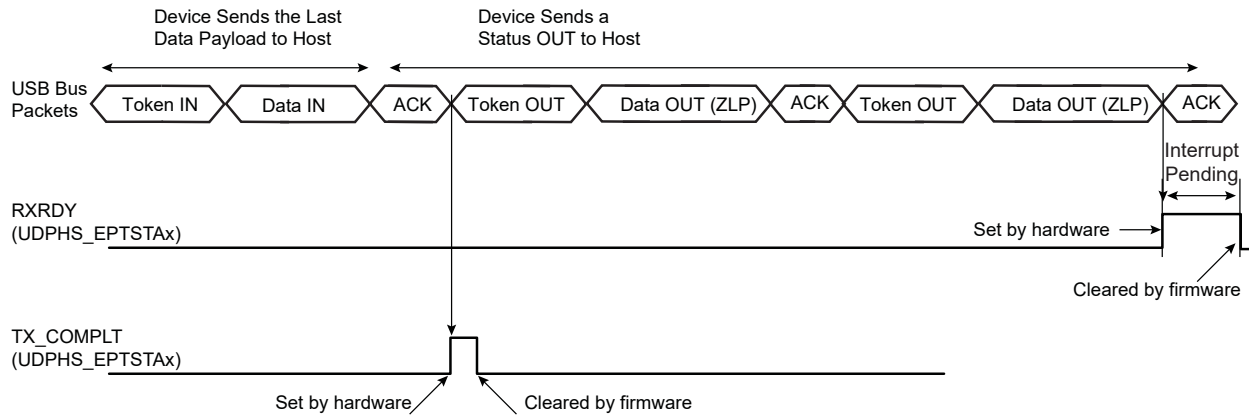 Device Sends the Last
Data Payload to Host
Device Sends a
Status OUT to Host
USB Bus
Packets
Token IN
Data IN
ACK
Token OUT
Data OUT (ZLP)
ACK
Token OUT
Data OUT (ZLP)
ACK
Interrupt
Pending
RXRDY
(UDPHS_EPTSTAx)
Set by hardware
Cleared by firmware
TX_COMPLT
(UDPHS_EPTSTAx)
Set by hardware
Cleared by firmware